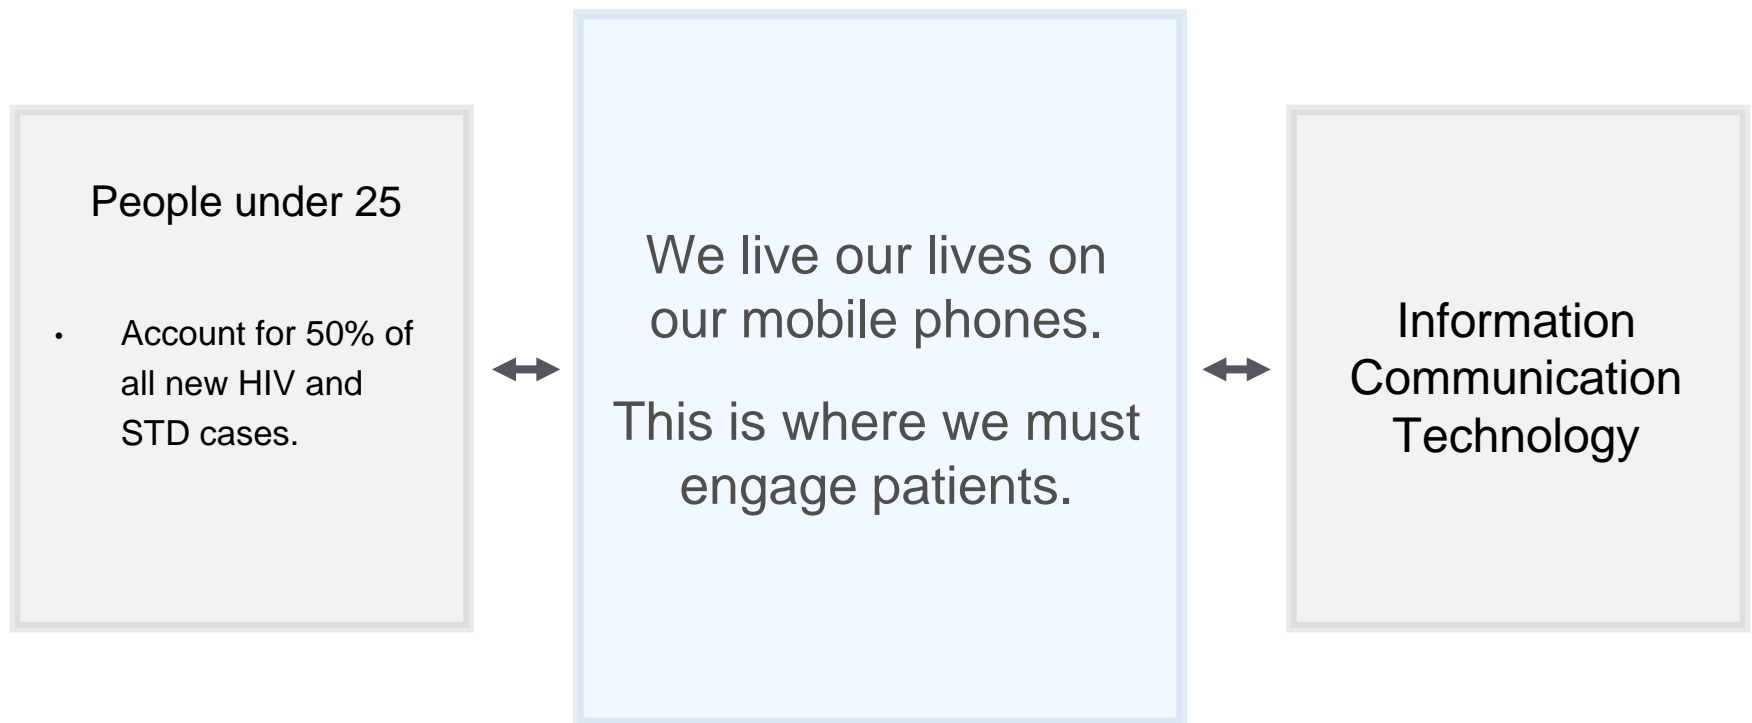 People under 25
• Account for 50% of
all new HIV and
STD cases.
We live our lives on
our mobile phones.
This is where we must
engage patients.
Information
Communication
Technology